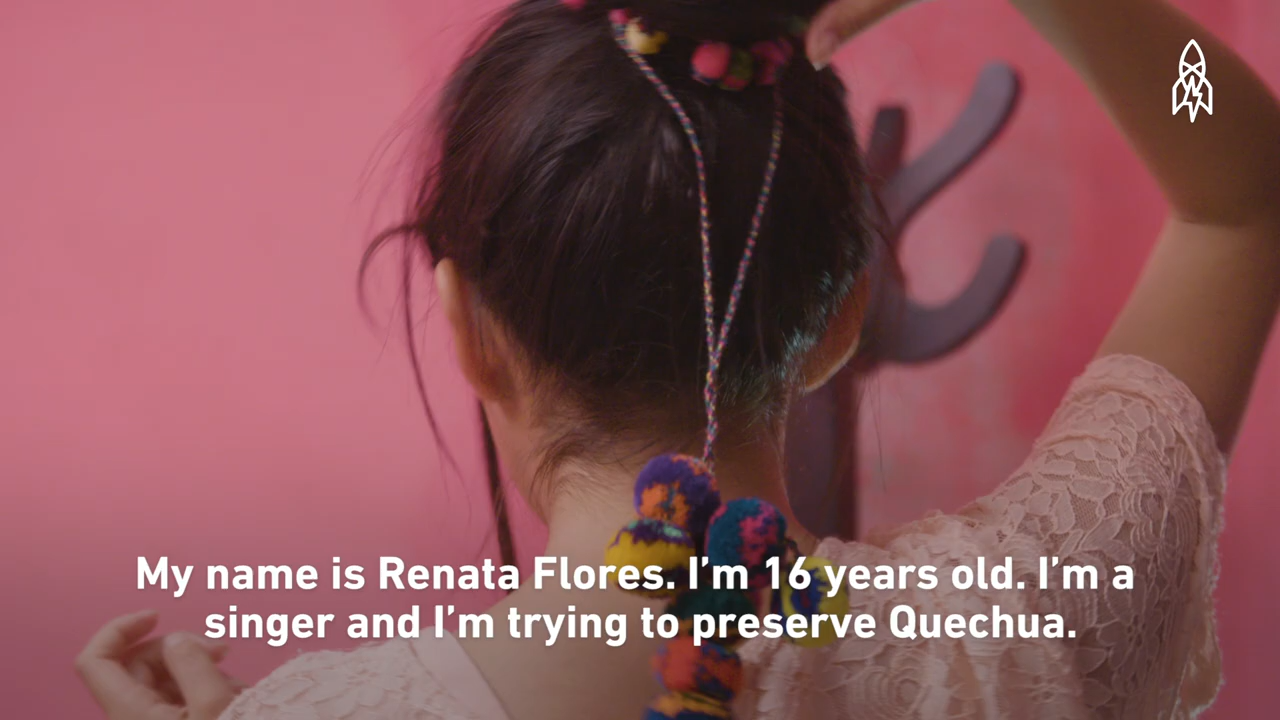 My name is Renata Flores. I’m 16 years old. I’m a
singer and I’m trying to preserve Quechua.